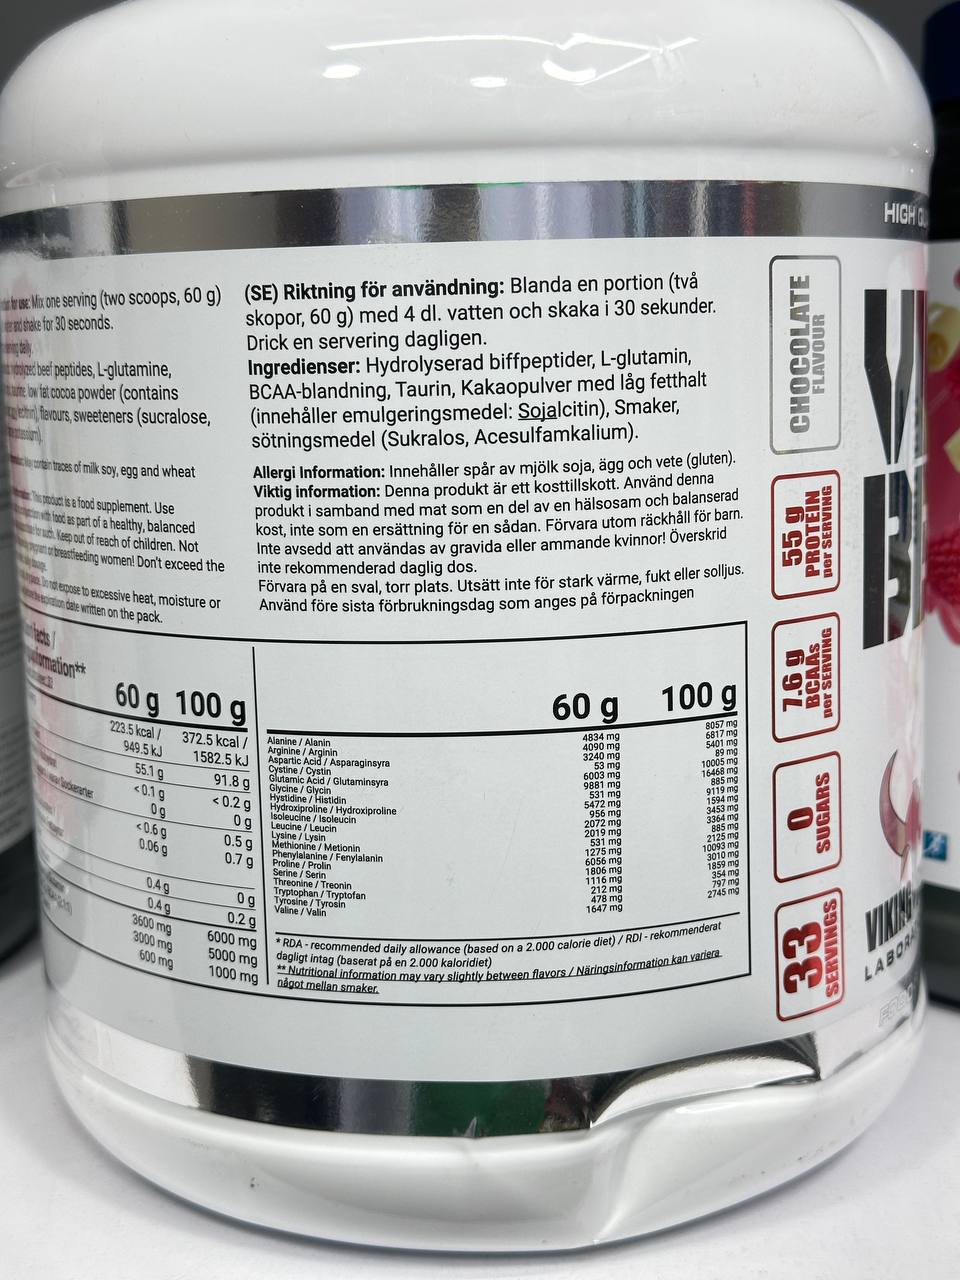 HIGH
for use: Mix one serving (two scoops, 60 g)
and shake for 30 seconds.
daily.
beef peptides, L-glutamine,
low fat cocoa powder (contains
flavours, sweeteners (sucralose,
contain traces of milk soy, egg and wheat
This product is a food supplement. Use
with food as part of a healthy, balanced
for such. Keep out of reach of children. Not
or breastfeeding women! Don't exceed the
Do not expose to excessive heat, moisture or
expiration date written on the pack.
(SE) Riktning för användning: Blanda en portion (två
skopor, 60 g) med 4 dl. vatten och skaka i 30 sekunder.
Drick en servering dagligen.
Ingredienser: Hydrolyserad biffpeptider, L-glutamin,
BCAA-blandning, Taurin, Kakaopulver med låg fetthalt
(innehåller emulgeringsmedel: Sojalcitin), Smaker,
sötningsmedel (Sukralos, Acesulfamkalium).
Allergi Information: Innehåller spår av mjölk soja, ägg och vete (gluten).
Viktig information: Denna produkt är ett kosttillskott. Använd denna
produkt i samband med mat som en del av en hälsosam och balanserad
kost, inte som en ersättning för en sådan. Förvara utom räckhåll för barn.
Inte avsedd att användas av gravida eller ammande kvinnor! Överskrid
inte rekommenderad daglig dos.
Förvara på en sval, torr plats. Utsätt inte för stark värme, fukt eller solljus.
Använd före sista förbrukningsdag som anges på förpackningen
facts /
60 g 100 g
223.5 kcal / 372.5 kcal /
949.5 kJ 1582.5 kJ
55.1 g 91.8 g
< 0.1 g < 0.2 g
0 g 0 g
< 0.6 g 0.5 g
0.06 g 0.7 g
0.4 g 0 g
0.4 g 0.2 g
3600 mg 6000 mg
3000 mg 5000 mg
600 mg 1000 mg
60 g 100 g
Alanine / Alanin 4834 mg 8057 mg
Arginine / Arginin 4090 mg 6817 mg
Aspartic Acid / Asparaginsyra 3240 mg 5401 mg
Cystine / Cystin 53 mg 89 mg
Glutamic Acid / Glutaminsyra 6003 mg 10005 mg
Glycine / Glycin 9881 mg 16468 mg
Hystidine / Histidin 531 mg 885 mg
Hydroxiproline / Hydroxiproline 5472 mg 9119 mg
Isoleucine / Isoleucin 956 mg 1594 mg
Leucine / Leucin 2072 mg 3453 mg
Lysine / Lysin 2019 mg 3364 mg
Methionine / Metionin 531 mg 885 mg
Phenylalanine / Fenylalanin 1275 mg 2125 mg
Proline / Prolin 6056 mg 10093 mg
Serine / Serin 1806 mg 3010 mg
Threonine / Treonin 1116 mg 1859 mg
Tryptophan / Tryptofan 212 mg 354 mg
Tyrosine / Tyrosin 478 mg 797 mg
Valine / Valin 1647 mg 2745 mg
* RDA - recommended daily allowance (based on a 2.000 calorie diet) / RDI - rekommenderat
dagligt intag (baserat på en 2.000 kaloridiet)
** Nutritional information may vary slightly between flavors / Näringsinformation kan variera
något mellan smaker.
CHOCOLATE
FLAVOUR
55 g
PROTEIN
per SERVING
7.6 g
BCAAs
per SERVING
0
SUGARS
33
SERVINGS
VIKING